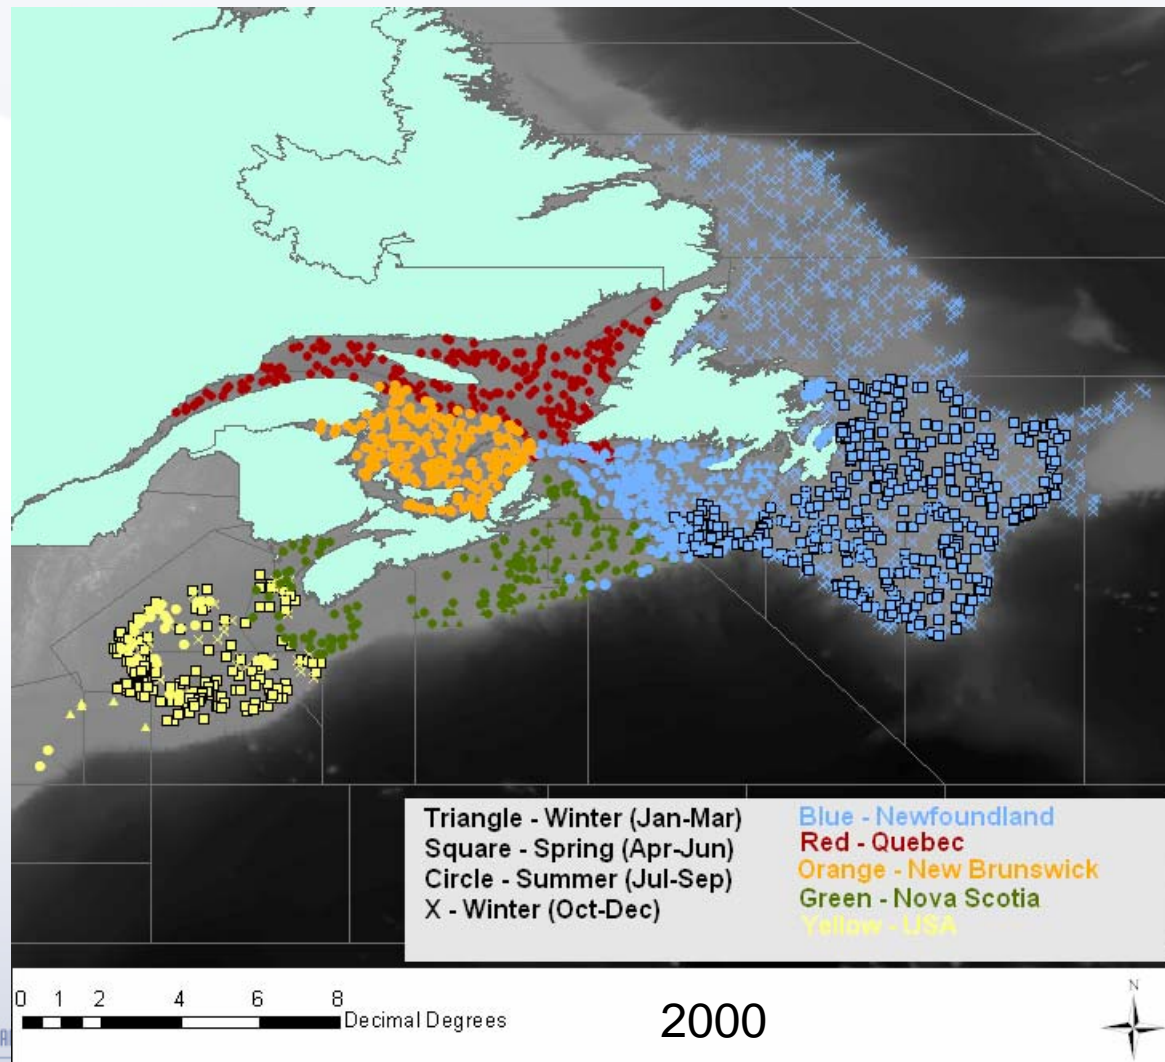 Triangle - Winter (Jan-Mar)
Square - Spring (Apr-Jun)
Circle - Summer (Jul-Sep)
X - Winter (Oct-Dec)
Blue - Newfoundland
Red - Quebec
Orange - New Brunswick
Green - Nova Scotia
Yellow - USA
0 1 2 4 6 8
Decimal Degrees
2000
N